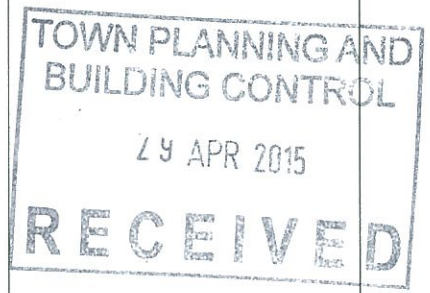 TOWN PLANNING AND
BUILDING CONTROL
29 APR 2015
RECEIVED